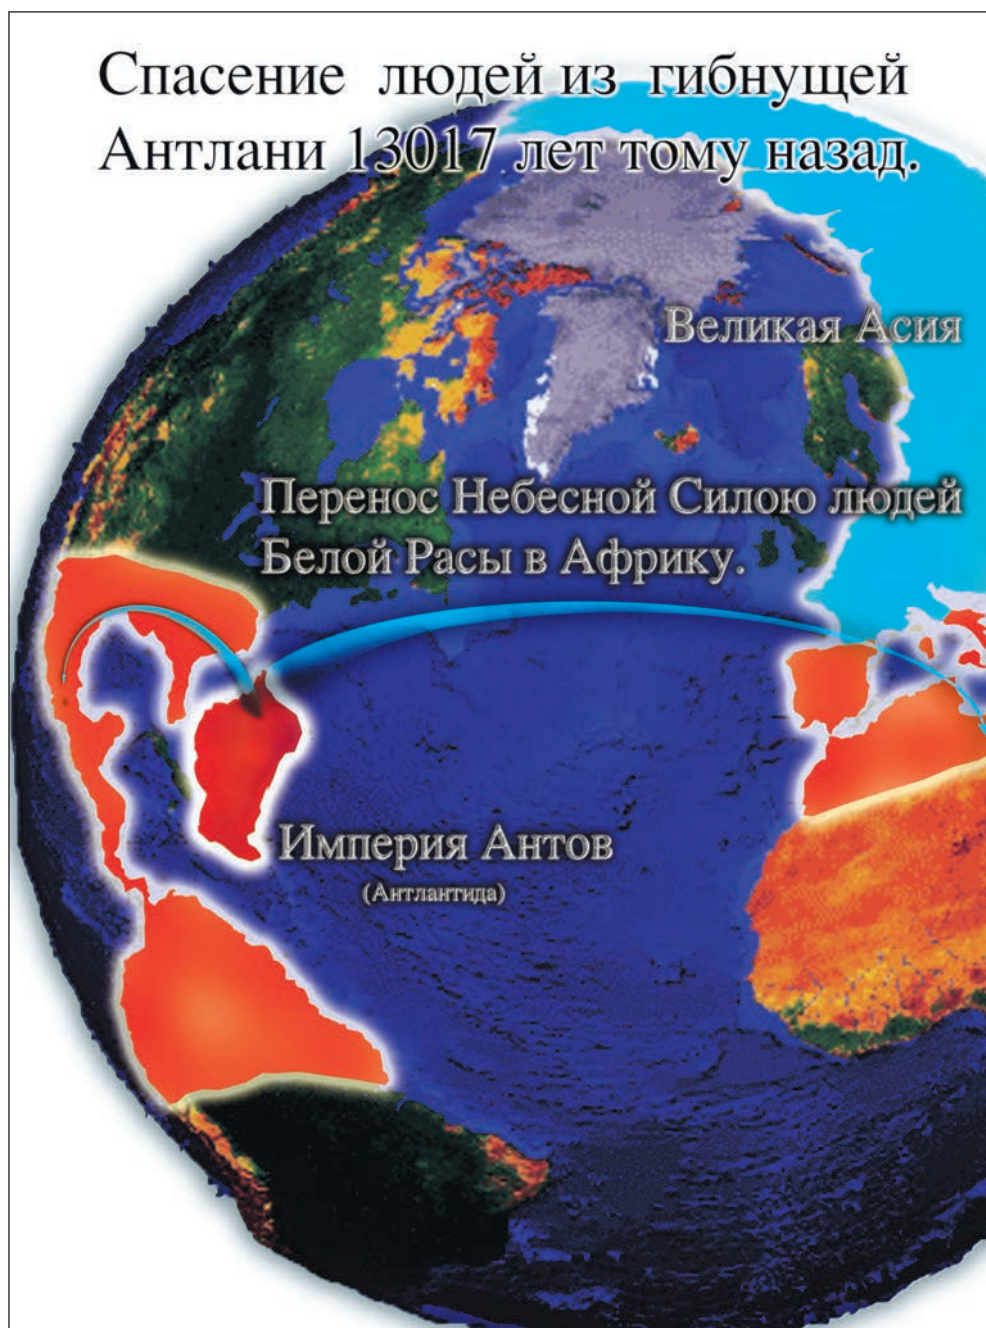 Спасение людей из гибнущей
Антлани 13017 лет тому назад.
Великая Асия
Перенос Небесной Силою людей
Белой Расы в Африку.
Империя Антов
(Антлантида)